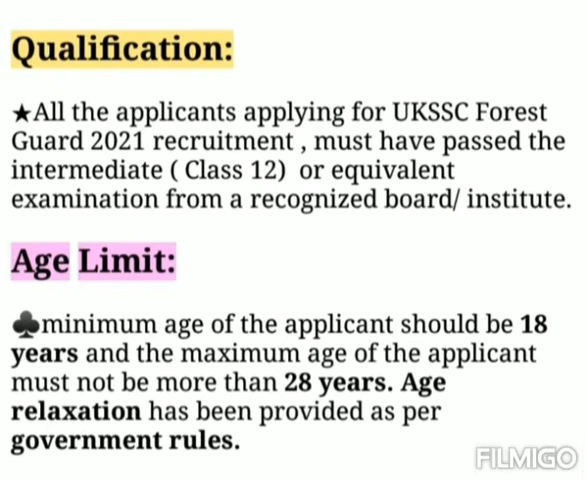 Qualification:
★All the applicants applying for UKSSC Forest
Guard 2021 recruitment , must have passed the
intermediate ( Class 12) or equivalent
examination from a recognized board/ institute.
Age Limit:
♣minimum age of the applicant should be 18
years and the maximum age of the applicant
must not be more than 28 years. Age
relaxation has been provided as per
government rules.
FILMIGO